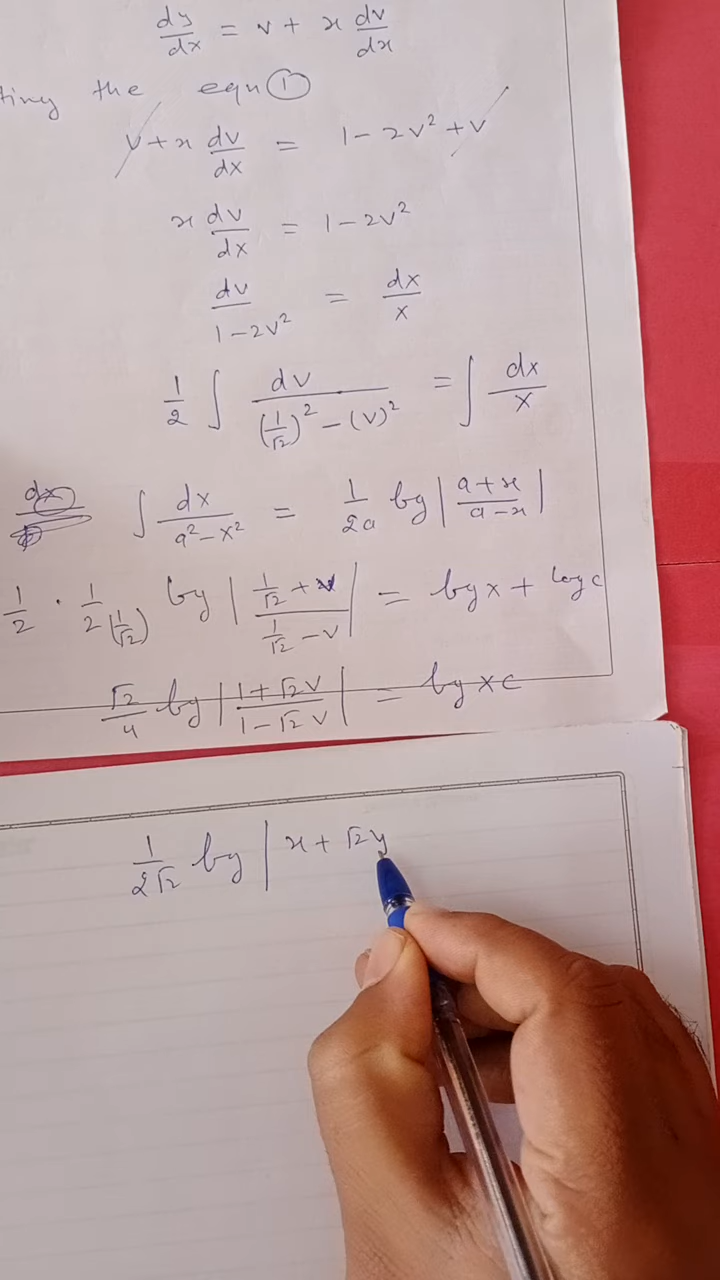 dy/dx = v + x dv/dx
ting the eqn ①
v + x dv/dx = 1 - 2v² + v
x dv/dx = 1 - 2v²
dv/(1 - 2v²) = dx/x
1/2 ∫ dv/((1/√2)² - (v)²) = ∫ dx/x
∫ dx/(a² - x²) = 1/2a log |(a + x)/(a - x)|
1/2 · 1/2(1/√2) log |(1/√2 + v)/(1/√2 - v)| = log x + log c
√2/4 log |(1 + √2v)/(1 - √2v)| = log xc
1/2√2 log | x + √2y